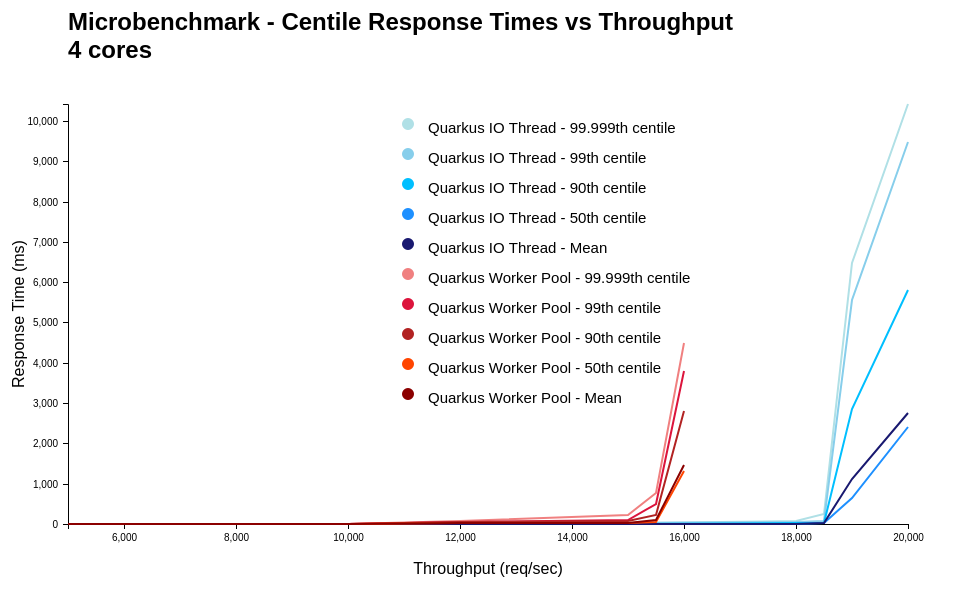 Microbenchmark - Centile Response Times vs Throughput
4 cores
Quarkus IO Thread - 99.999th centile
Quarkus IO Thread - 99th centile
Quarkus IO Thread - 90th centile
Quarkus IO Thread - 50th centile
Quarkus IO Thread - Mean
Quarkus Worker Pool - 99.999th centile
Quarkus Worker Pool - 99th centile
Quarkus Worker Pool - 90th centile
Quarkus Worker Pool - 50th centile
Quarkus Worker Pool - Mean
Response Time (ms)
10,000
9,000
8,000
7,000
6,000
5,000
4,000
3,000
2,000
1,000
0
6,000
8,000
10,000
12,000
14,000
16,000
18,000
20,000
Throughput (req/sec)